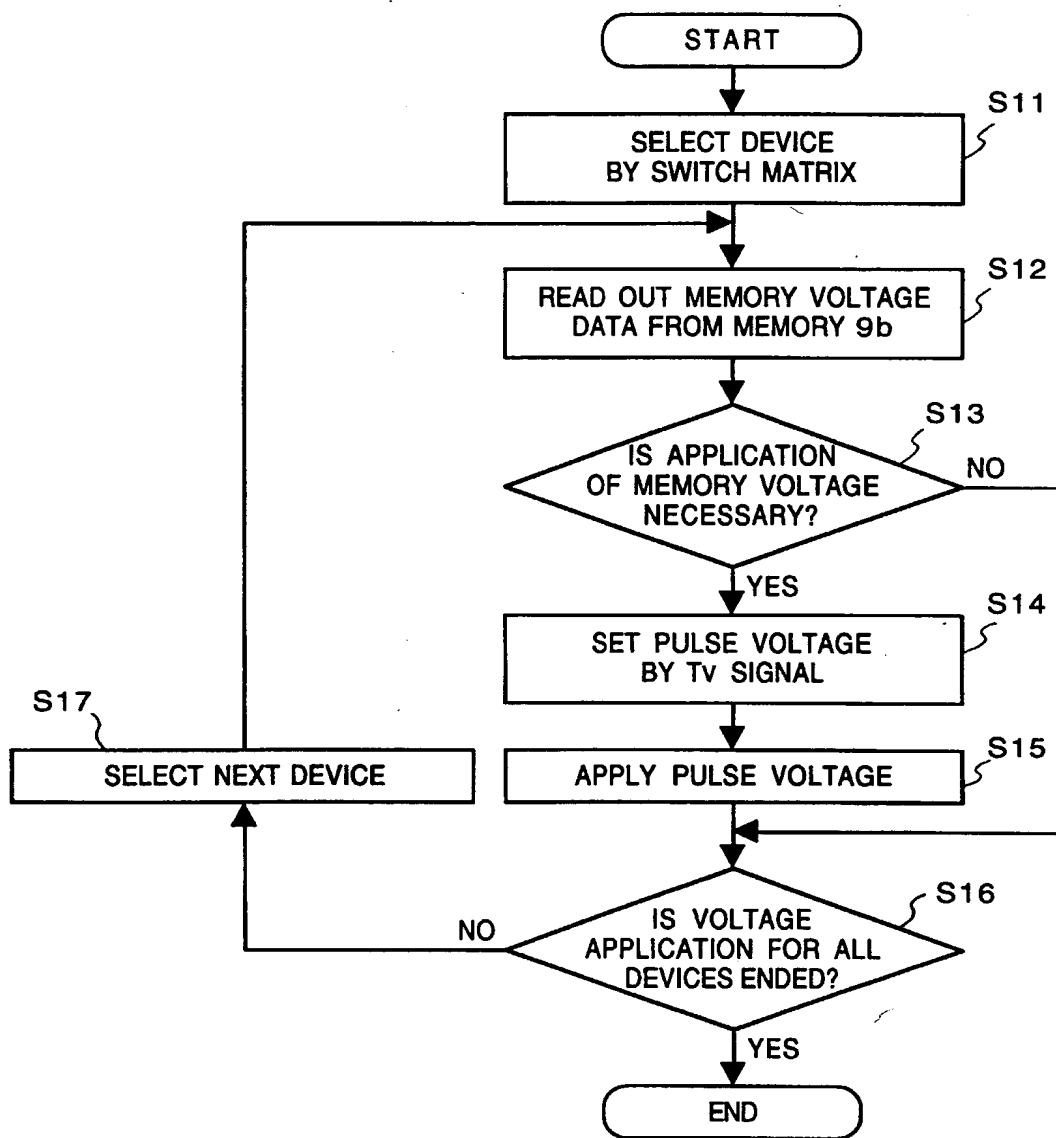 START
S11
SELECT DEVICE
BY SWITCH MATRIX
S12
READ OUT MEMORY VOLTAGE
DATA FROM MEMORY 9b
S13
IS APPLICATION
OF MEMORY VOLTAGE
NECESSARY?
NO
YES
S14
SET PULSE VOLTAGE
BY Tv SIGNAL
S17
SELECT NEXT DEVICE
S15
APPLY PULSE VOLTAGE
S16
IS VOLTAGE
APPLICATION FOR ALL
DEVICES ENDED?
NO
YES
END